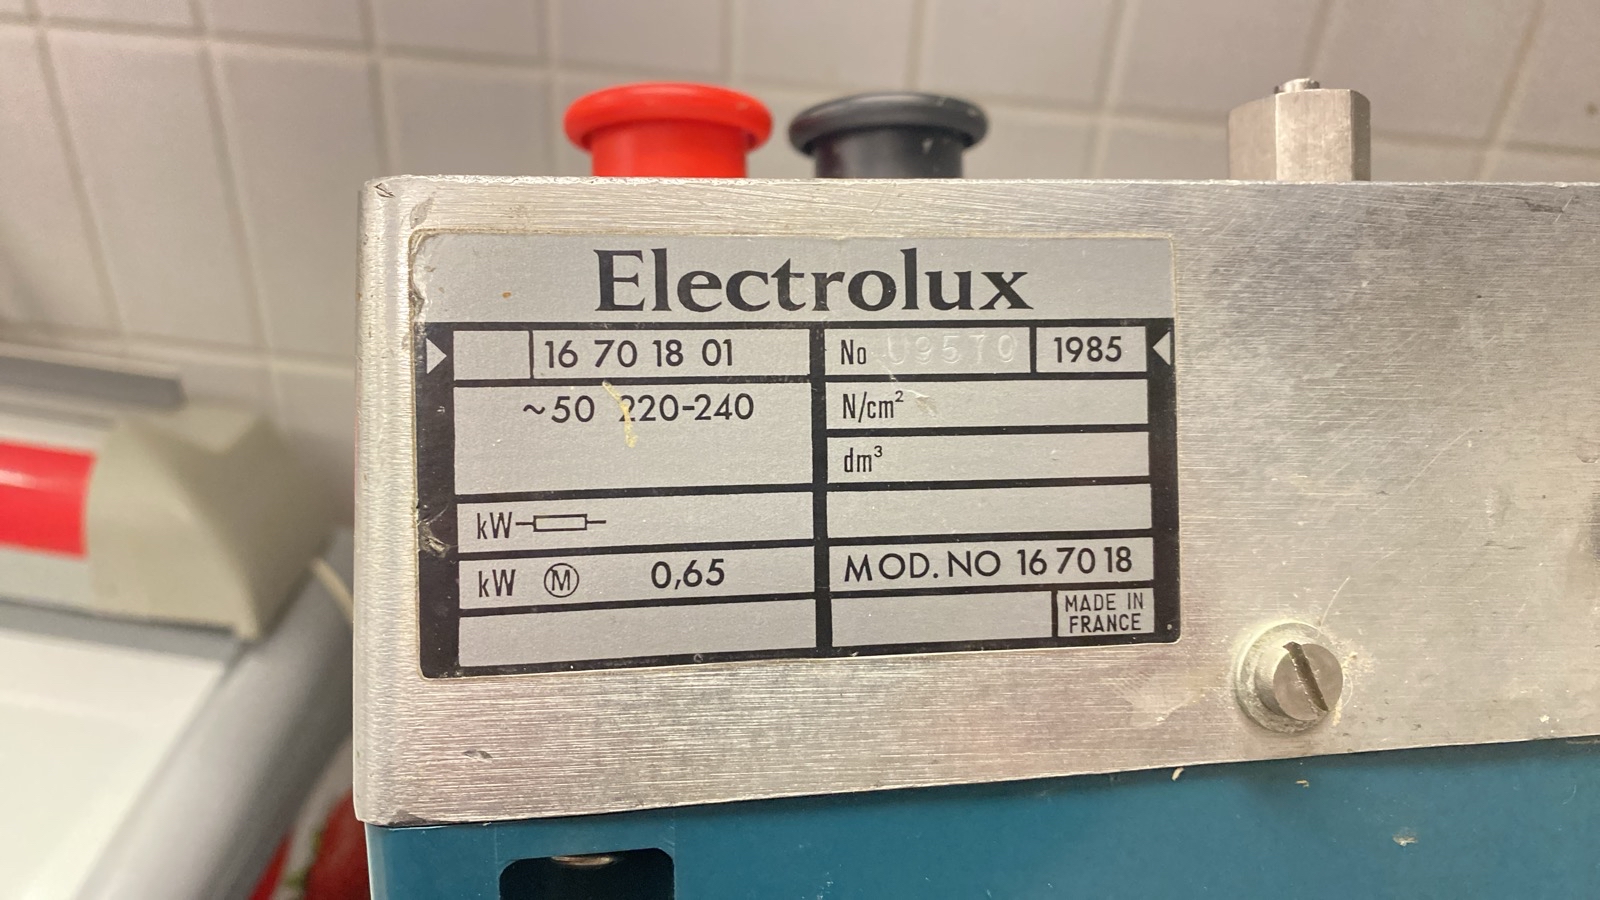 Electrolux
16 70 18 01
No U9570 1985
~50 220-240
N/cm²
dm³
kW
kW M 0,65
MOD. NO 16 70 18
MADE IN
FRANCE